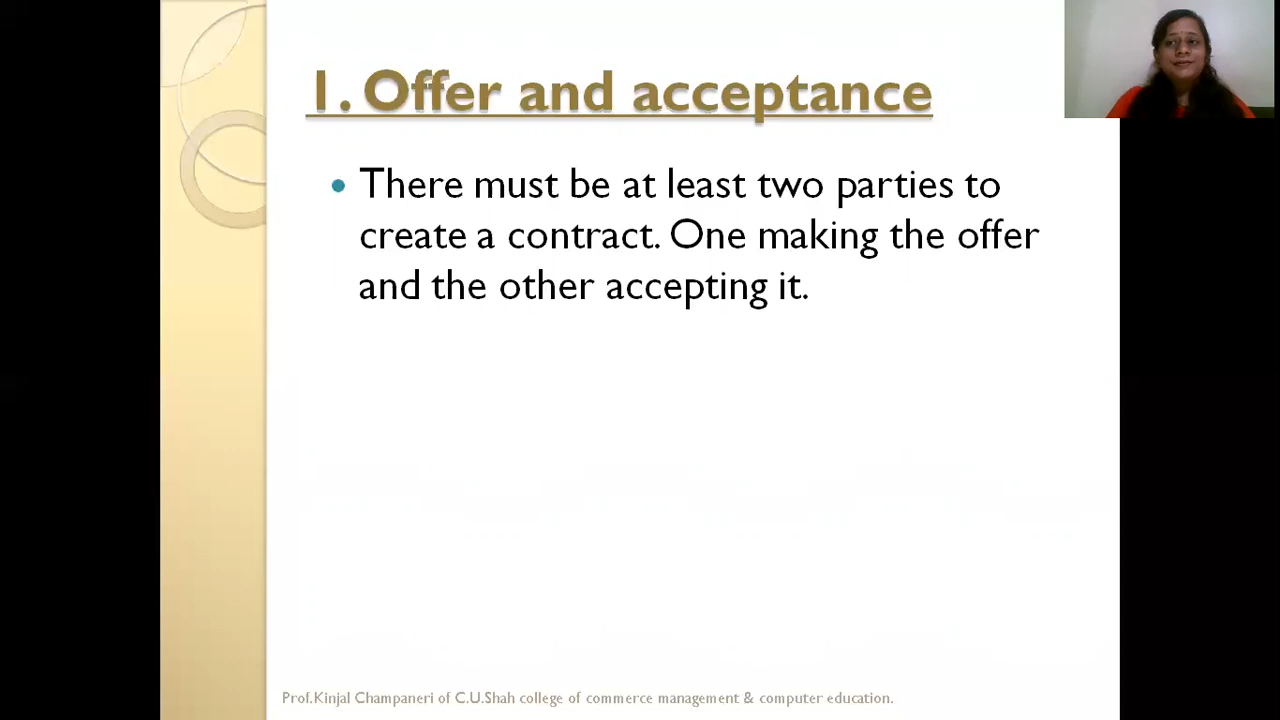 1. Offer and acceptance
• There must be at least two parties to
create a contract. One making the offer
and the other accepting it.
Prof.Kinjal Champaneri of C.U.Shah college of commerce management & computer education.